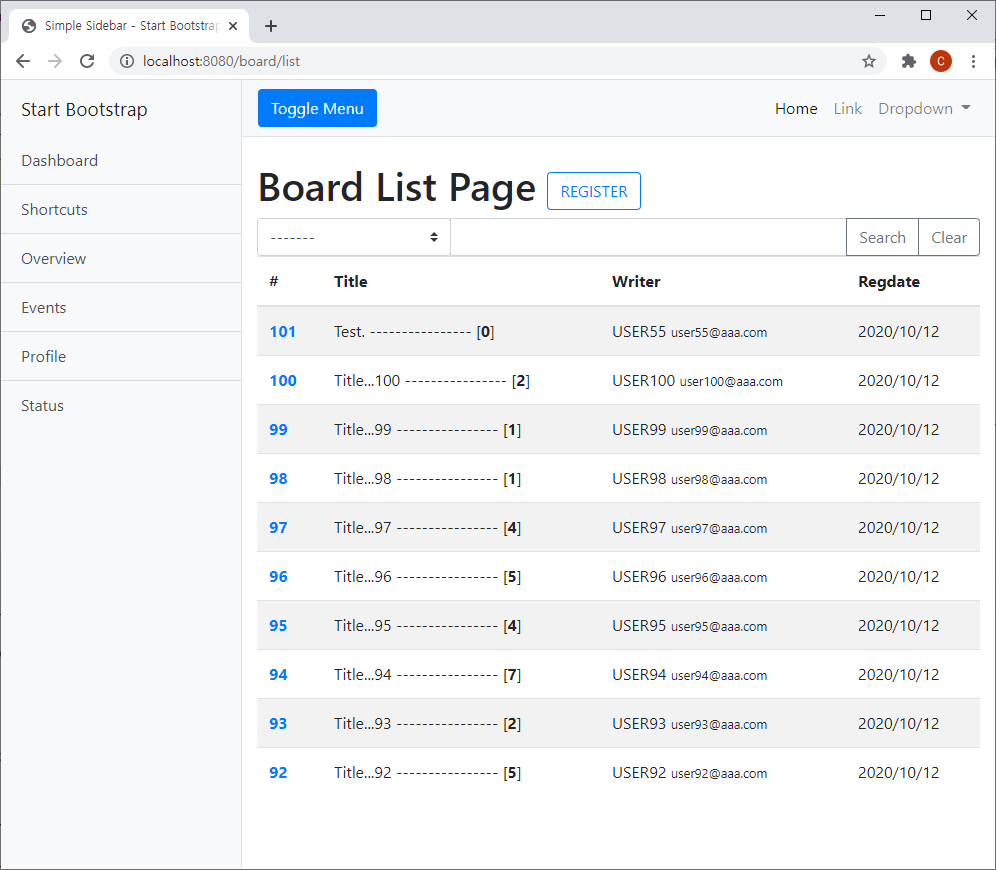 Simple Sidebar - Start Bootstrap
localhost:8080/board/list
C
Start Bootstrap
Toggle Menu
Home Link Dropdown
Dashboard
Shortcuts
Overview
Events
Profile
Status
Board List Page REGISTER
------- Search Clear
# Title Writer Regdate
101 Test. ---------------- [0] USER55 user55@aaa.com 2020/10/12
100 Title...100 ---------------- [2] USER100 user100@aaa.com 2020/10/12
99 Title...99 ---------------- [1] USER99 user99@aaa.com 2020/10/12
98 Title...98 ---------------- [1] USER98 user98@aaa.com 2020/10/12
97 Title...97 ---------------- [4] USER97 user97@aaa.com 2020/10/12
96 Title...96 ---------------- [5] USER96 user96@aaa.com 2020/10/12
95 Title...95 ---------------- [4] USER95 user95@aaa.com 2020/10/12
94 Title...94 ---------------- [7] USER94 user94@aaa.com 2020/10/12
93 Title...93 ---------------- [2] USER93 user93@aaa.com 2020/10/12
92 Title...92 ---------------- [5] USER92 user92@aaa.com 2020/10/12